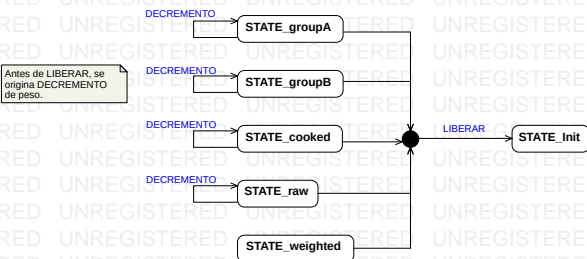 DECREMENTO
STATE_groupA
Antes de LIBERAR, se
origina DECREMENTO
de peso.
DECREMENTO
STATE_groupB
DECREMENTO
STATE_cooked
LIBERAR
STATE_Init
DECREMENTO
STATE_raw
STATE_weighted